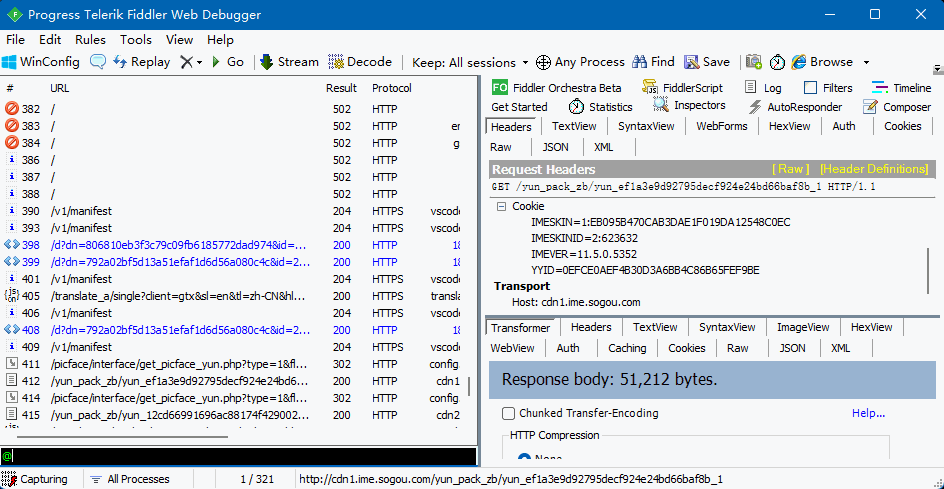 Progress Telerik Fiddler Web Debugger
File Edit Rules Tools View Help
WinConfig Replay Go Stream Decode Keep: All sessions Any Process Find Save Browse
# URL Result Protocol
382 / 502 HTTP
383 / 502 HTTP er
384 / 502 HTTP g
386 / 502 HTTP
387 / 502 HTTP
388 / 502 HTTP
390 /v1/manifest 204 HTTPS vscode
393 /v1/manifest 204 HTTPS vscode
398 /d?dn=806810eb3f3c79c09fb6185772dad974&id=... 200 HTTP 18
399 /d?dn=792a02bf5d13a51efaf1d6d56a080c4c&id=2... 200 HTTP 18
401 /v1/manifest 204 HTTPS vscode
405 /translate_a/single?client=gtx&sl=en&tl=zh-CN&hl... 200 HTTPS translat
406 /v1/manifest 204 HTTPS vscode
408 /d?dn=792a02bf5d13a51efaf1d6d56a080c4c&id=2... 200 HTTP 18
409 /v1/manifest 204 HTTPS vscode
411 /picface/interface/get_picface_yun.php?type=1&fl... 302 HTTP config.
412 /yun_pack_zb/yun_ef1a3e9d92795decf924e24bd6... 200 HTTP cdn1
414 /picface/interface/get_picface_yun.php?type=1&fl... 302 HTTP config.
415 /yun_pack_zb/yun_12cd66991696ac88174f429002... 200 HTTP cdn2
@
Capturing All Processes 1 / 321 http://cdn1.ime.sogou.com/yun_pack_zb/yun_ef1a3e9d92795decf924e24bd66baf8b_1
FO Fiddler Orchestra Beta FiddlerScript Log Filters Timeline
Get Started Statistics Inspectors AutoResponder Composer
Headers TextView SyntaxView WebForms HexView Auth Cookies
Raw JSON XML
Request Headers [ Raw ] [Header Definitions]
GET /yun_pack_zb/yun_ef1a3e9d92795decf924e24bd66baf8b_1 HTTP/1.1
Cookie
IMESKIN=1:EB095B470CAB3DAE1F019DA12548C0EC
IMESKINID=2:623632
IMEVER=11.5.0.5352
YYID=0EFCE0AEF4B30D3A6BB4C86B65FEF9BE
Transport
Host: cdn1.ime.sogou.com
Transformer Headers TextView SyntaxView ImageView HexView
WebView Auth Caching Cookies Raw JSON XML
Response body: 51,212 bytes.
Chunked Transfer-Encoding Help...
HTTP Compression
None